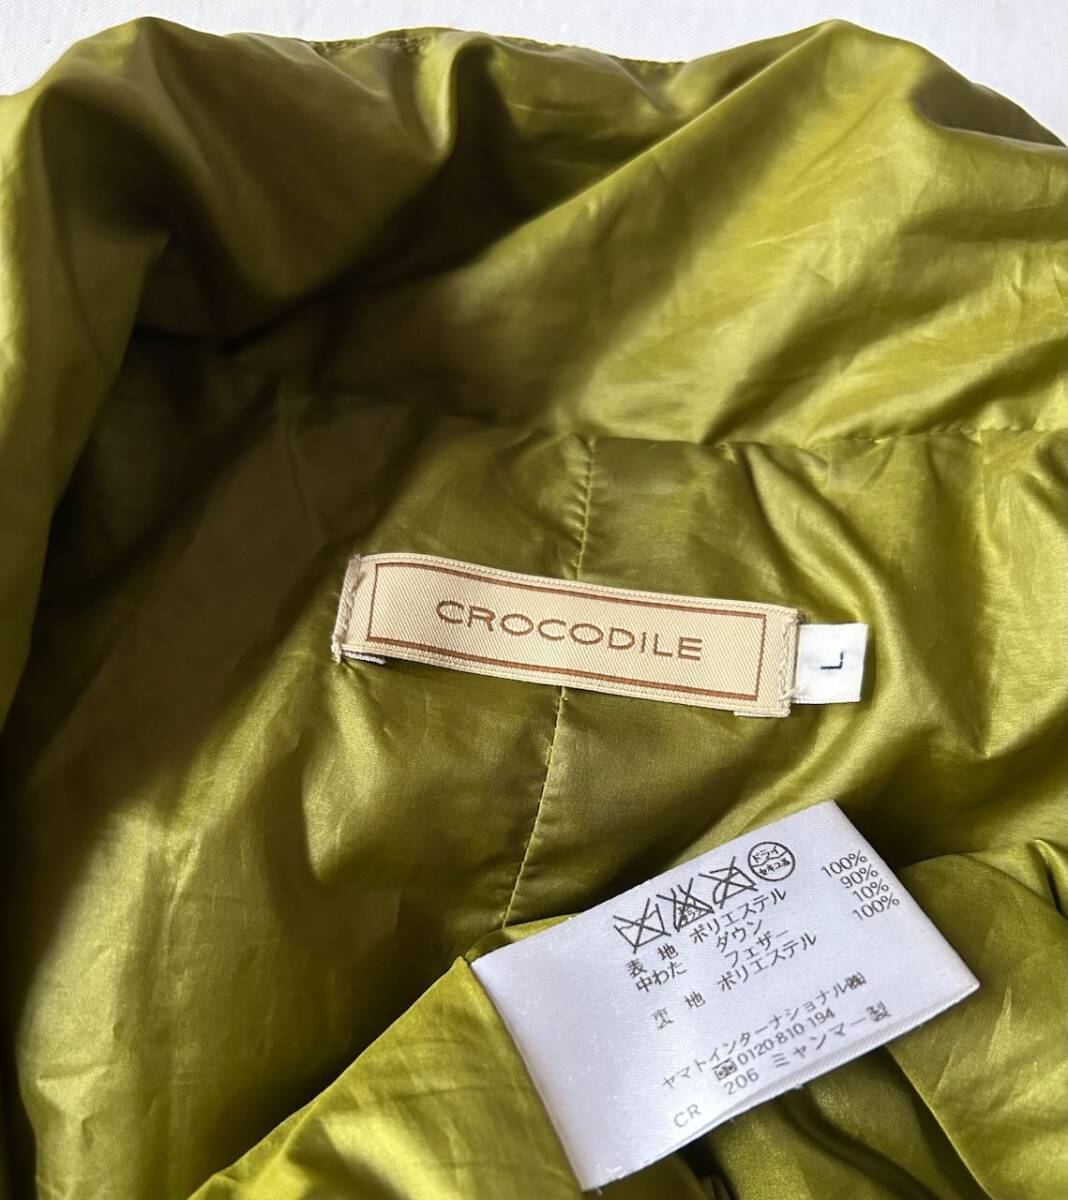 CROCODILE
L
ドライ
セキユ系
表地 ポリエステル 100%
中わた ダウン 90%
フェザー 10%
裏地 ポリエステル 100%
ヤマトインターナショナル㈱
0120-810-194
CR 206 ミャンマー製